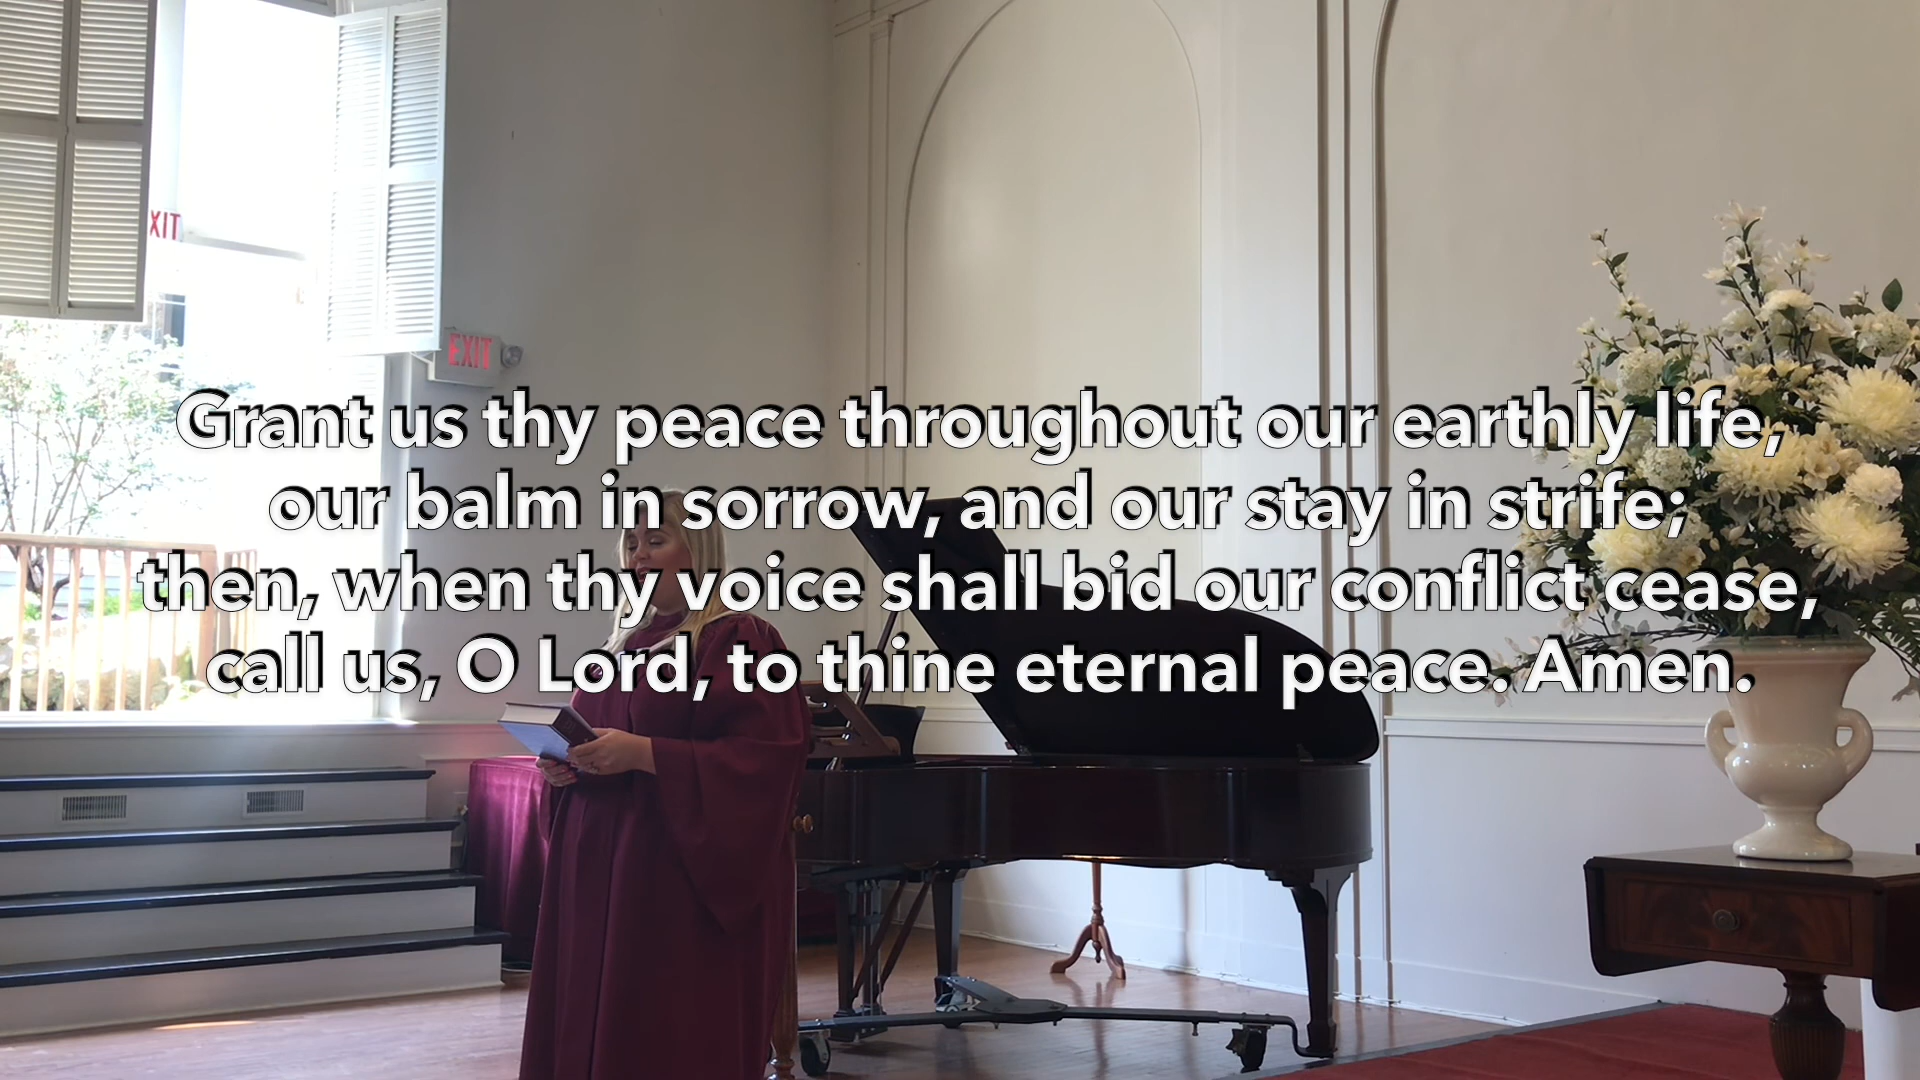 XIT
EXIT
Grant us thy peace throughout our earthly life,
our balm in sorrow, and our stay in strife;
then, when thy voice shall bid our conflict cease,
call us, O Lord, to thine eternal peace. Amen.